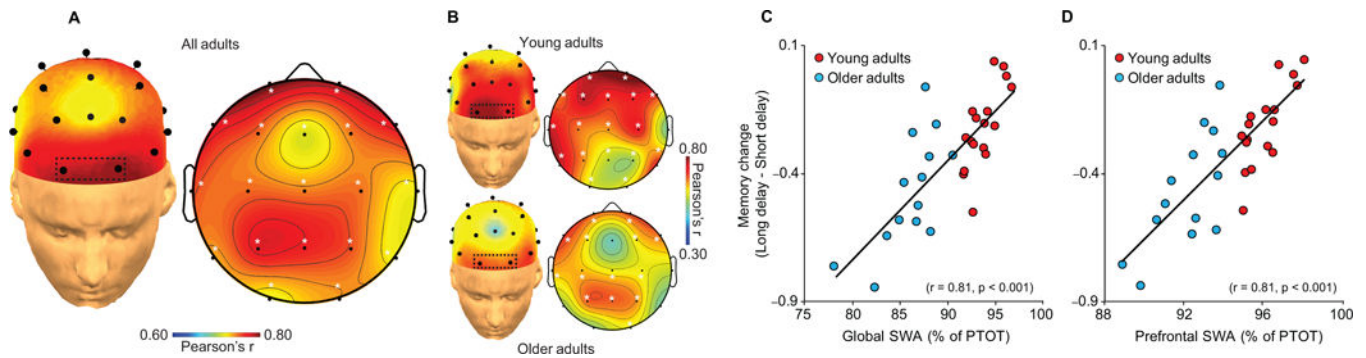 A
All adults
0.60
0.80
Pearson's r
B
Young adults
0.80
Pearson's r
0.30
Older adults
C
Memory change
(Long delay - Short delay)
0.1
–0.4
–0.9
Young adults
Older adults
(r = 0.81, p < 0.001)
75 80 85 90 95 100
Global SWA (% of PTOT)
D
0.1
–0.4
–0.9
Young adults
Older adults
(r = 0.81, p < 0.001)
88 92 96 100
Prefrontal SWA (% of PTOT)